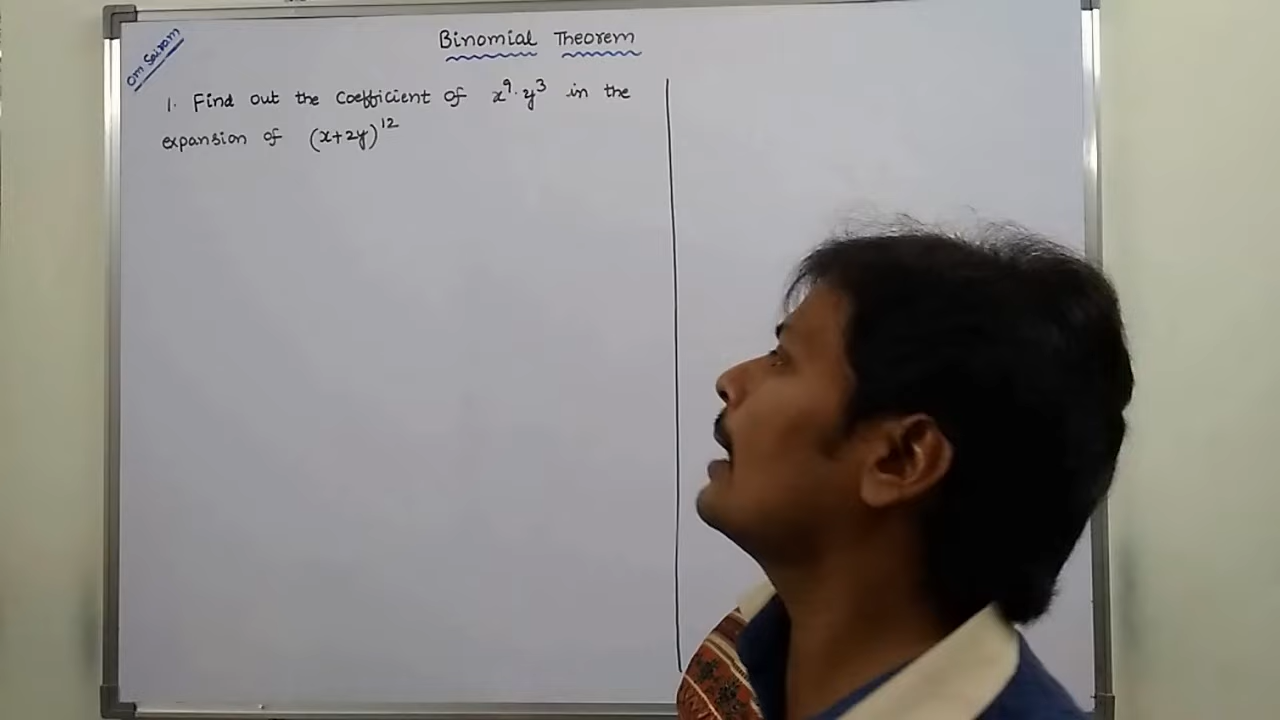 Om Sairam
Binomial Theorem
1. Find out the Coefficient of x⁹·y³ in the
expansion of (x+2y)¹²